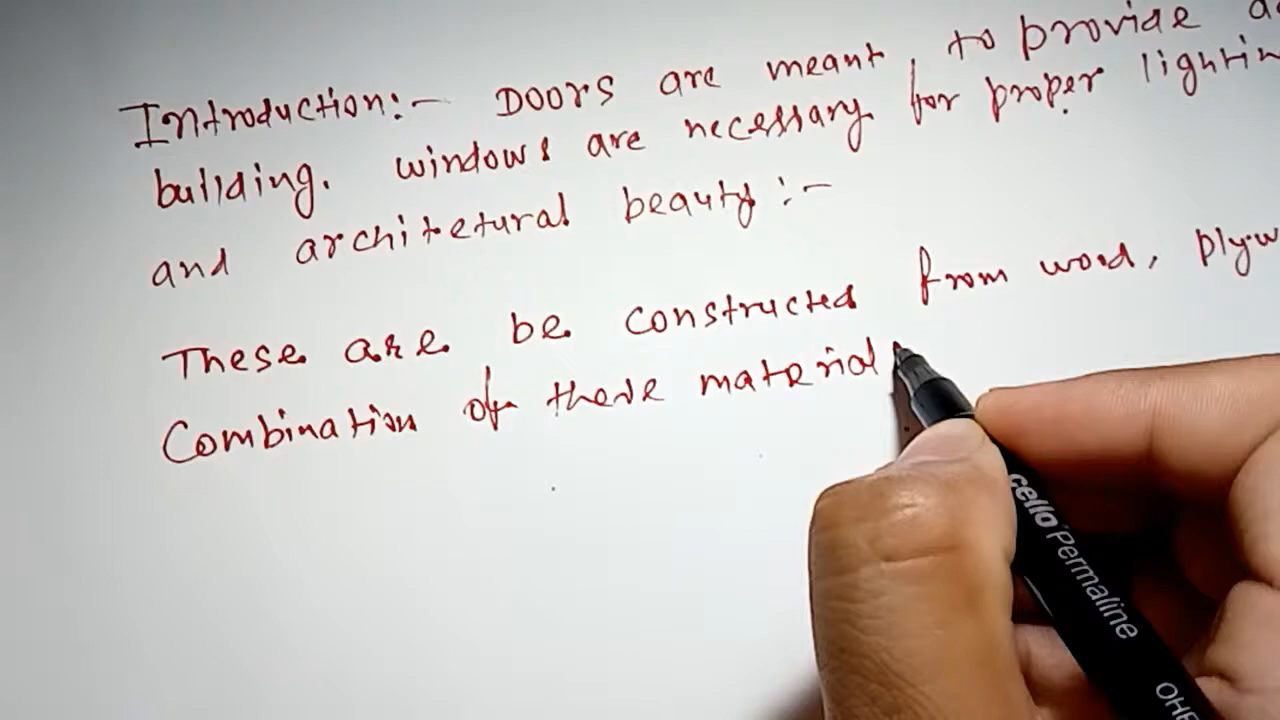 Introduction:- Doors are meant to provide
building. windows are necessary for proper lightin
and architetural beauty:-
These are be constructed from wood, plyw
Combination of these material
cello Permaline
OHP